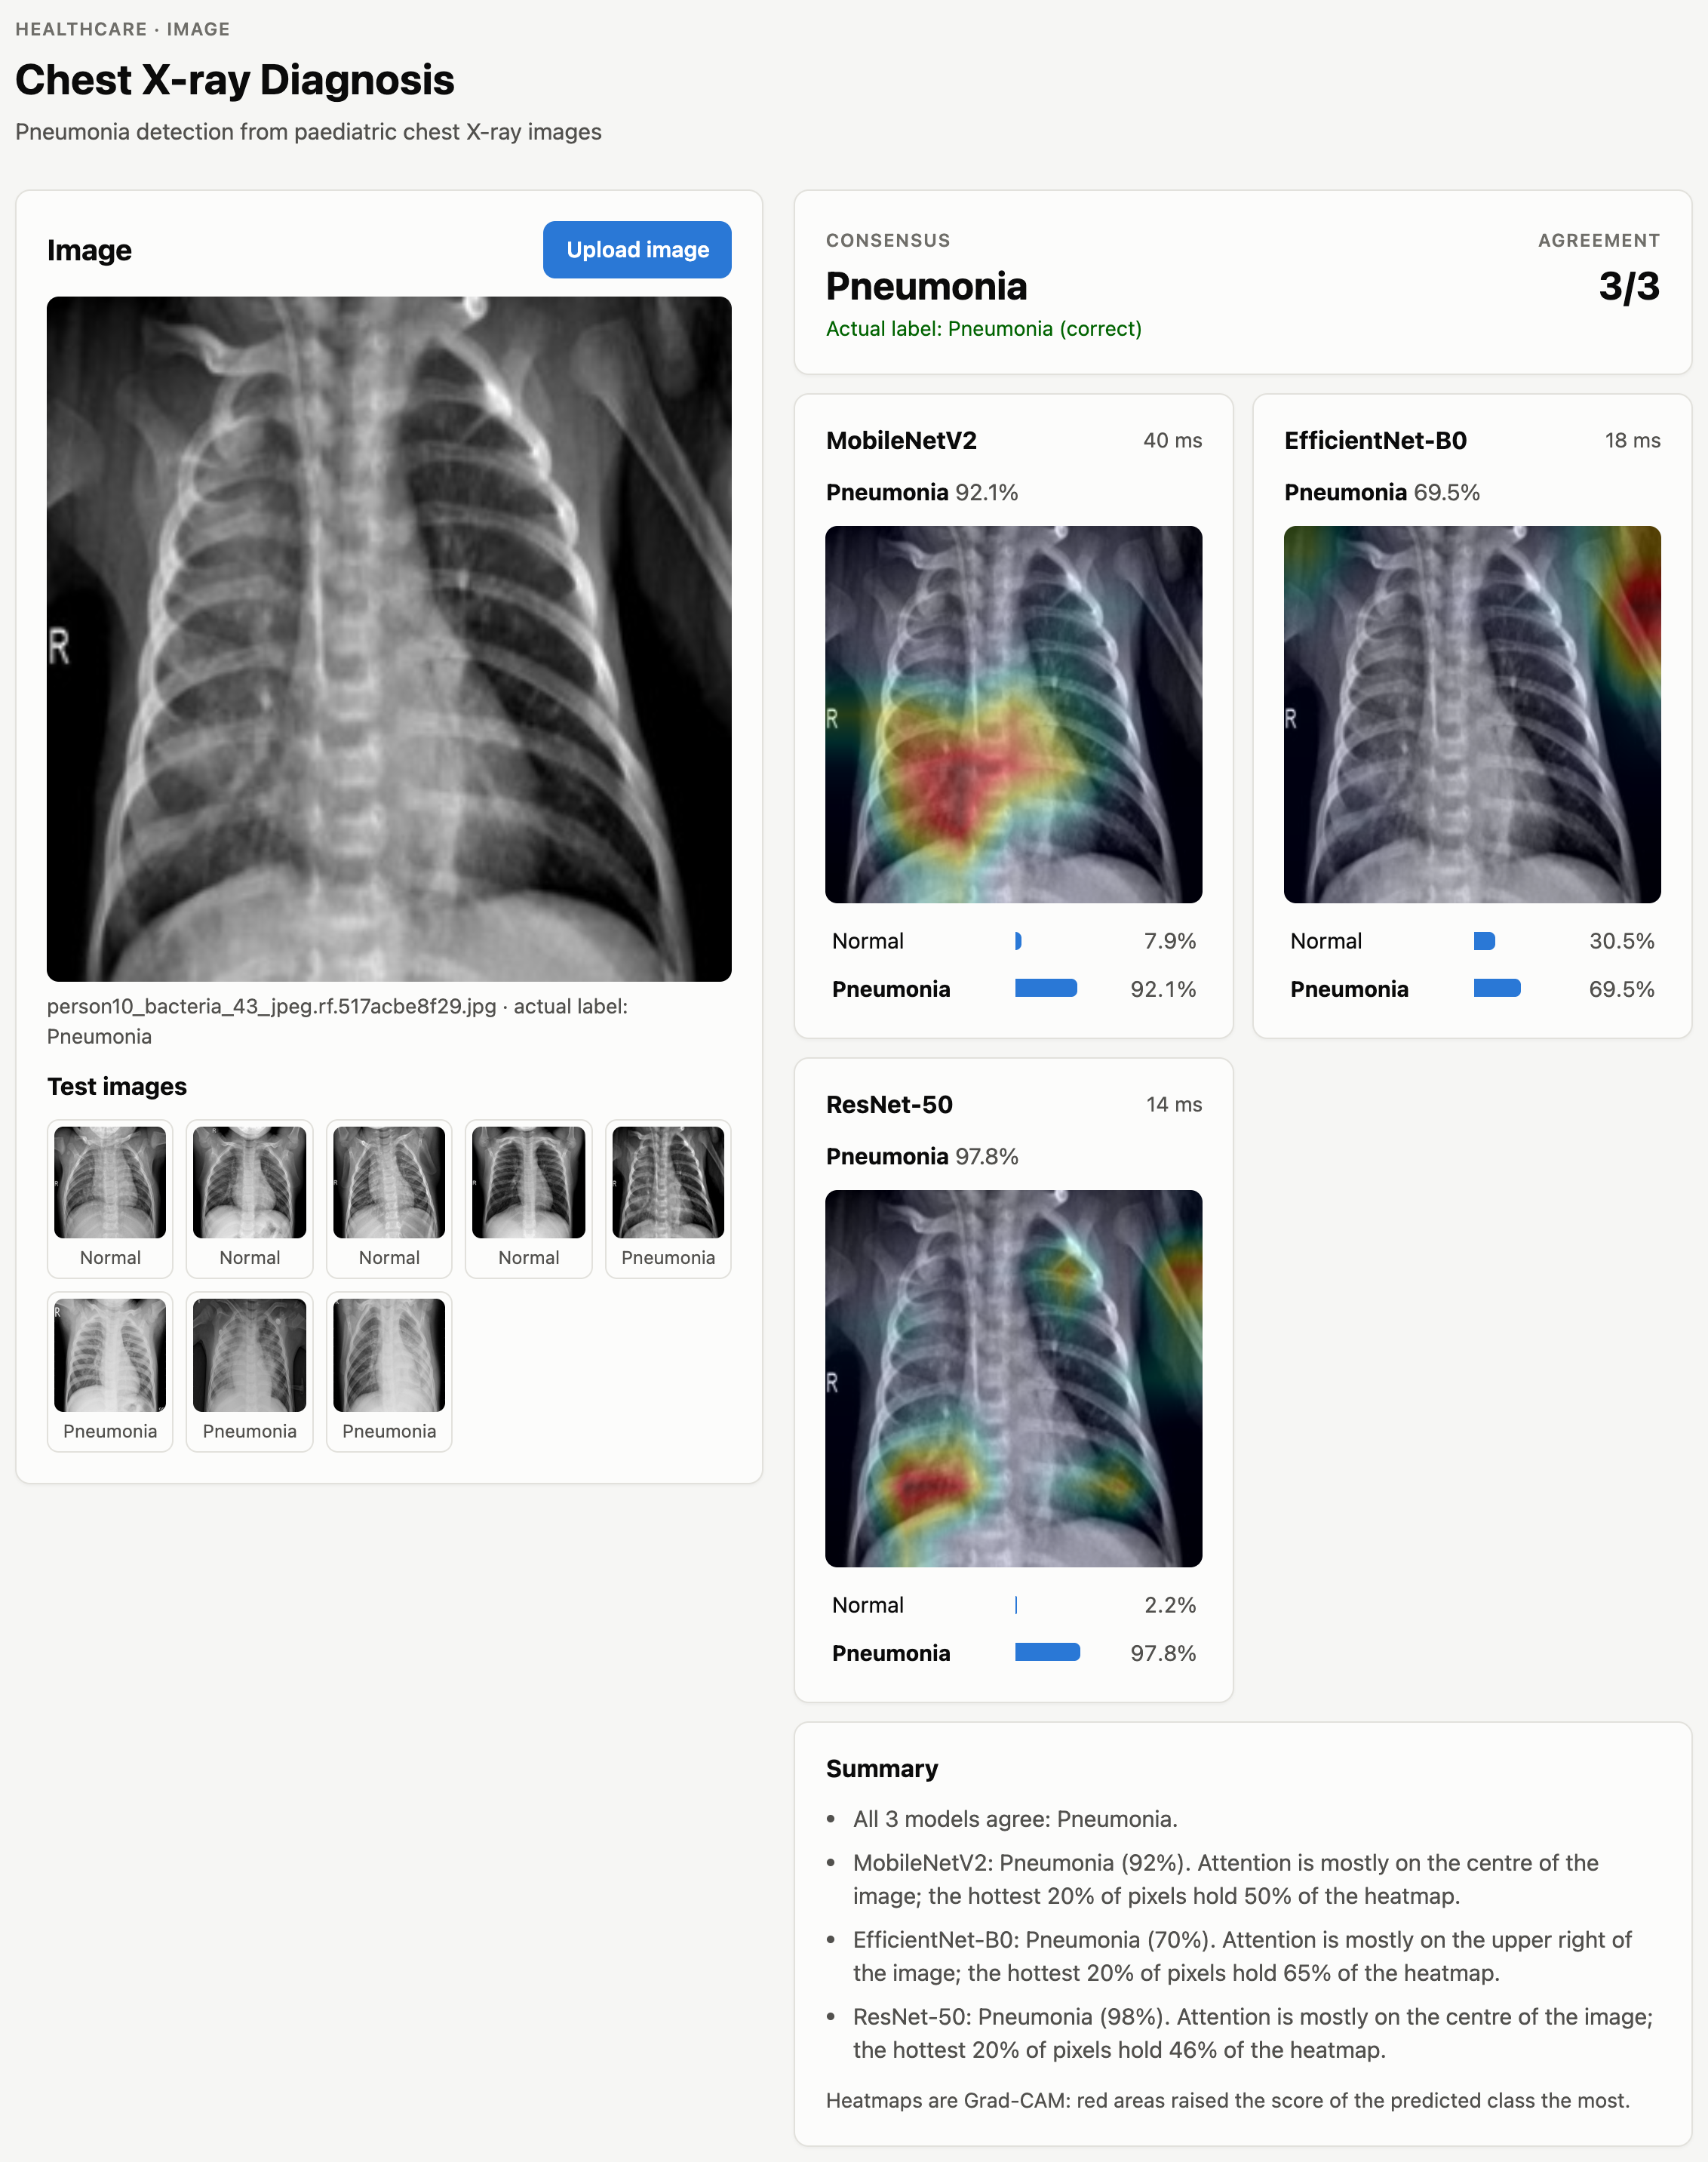 HEALTHCARE · IMAGE
Chest X-ray Diagnosis
Pneumonia detection from paediatric chest X-ray images
Image
Upload image
R
person10_bacteria_43_jpeg.rf.517acbe8f29.jpg · actual label:
Pneumonia
Test images
Normal
Normal
Normal
Normal
Pneumonia
Pneumonia
Pneumonia
Pneumonia
CONSENSUS
AGREEMENT
Pneumonia
3/3
Actual label: Pneumonia (correct)
MobileNetV2
40 ms
Pneumonia 92.1%
R
Normal 7.9%
Pneumonia 92.1%
EfficientNet-B0
18 ms
Pneumonia 69.5%
R
Normal 30.5%
Pneumonia 69.5%
ResNet-50
14 ms
Pneumonia 97.8%
R
Normal 2.2%
Pneumonia 97.8%
Summary
• All 3 models agree: Pneumonia.
• MobileNetV2: Pneumonia (92%). Attention is mostly on the centre of the
image; the hottest 20% of pixels hold 50% of the heatmap.
• EfficientNet-B0: Pneumonia (70%). Attention is mostly on the upper right of
the image; the hottest 20% of pixels hold 65% of the heatmap.
• ResNet-50: Pneumonia (98%). Attention is mostly on the centre of the image;
the hottest 20% of pixels hold 46% of the heatmap.
Heatmaps are Grad-CAM: red areas raised the score of the predicted class the most.